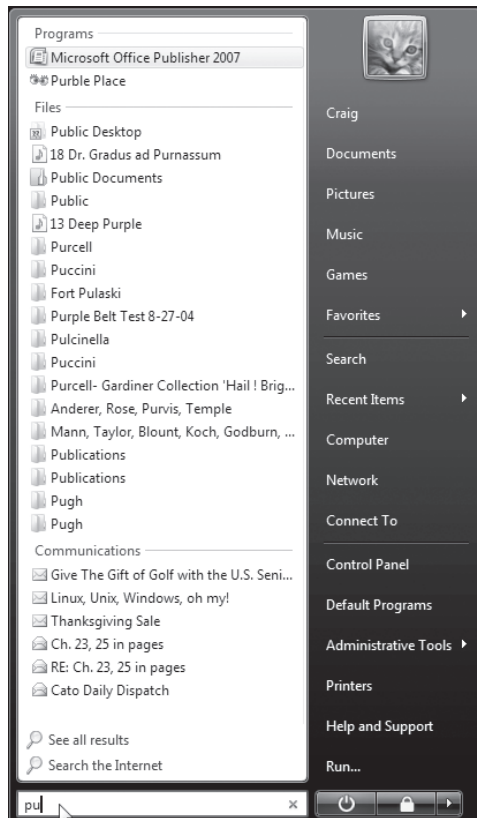 Programs
Microsoft Office Publisher 2007
Purble Place
Files
Public Desktop
18 Dr. Gradus ad Purnassum
Public Documents
Public
13 Deep Purple
Purcell
Puccini
Fort Pulaski
Purple Belt Test 8-27-04
Pulcinella
Puccini
Purcell- Gardiner Collection 'Hail ! Brig...
Anderer, Rose, Purvis, Temple
Mann, Taylor, Blount, Koch, Godburn, ...
Publications
Publications
Pugh
Pugh
Communications
Give The Gift of Golf with the U.S. Seni...
Linux, Unix, Windows, oh my!
Thanksgiving Sale
Ch. 23, 25 in pages
RE: Ch. 23, 25 in pages
Cato Daily Dispatch
See all results
Search the Internet
pu
Craig
Documents
Pictures
Music
Games
Favorites
Search
Recent Items
Computer
Network
Connect To
Control Panel
Default Programs
Administrative Tools
Printers
Help and Support
Run...